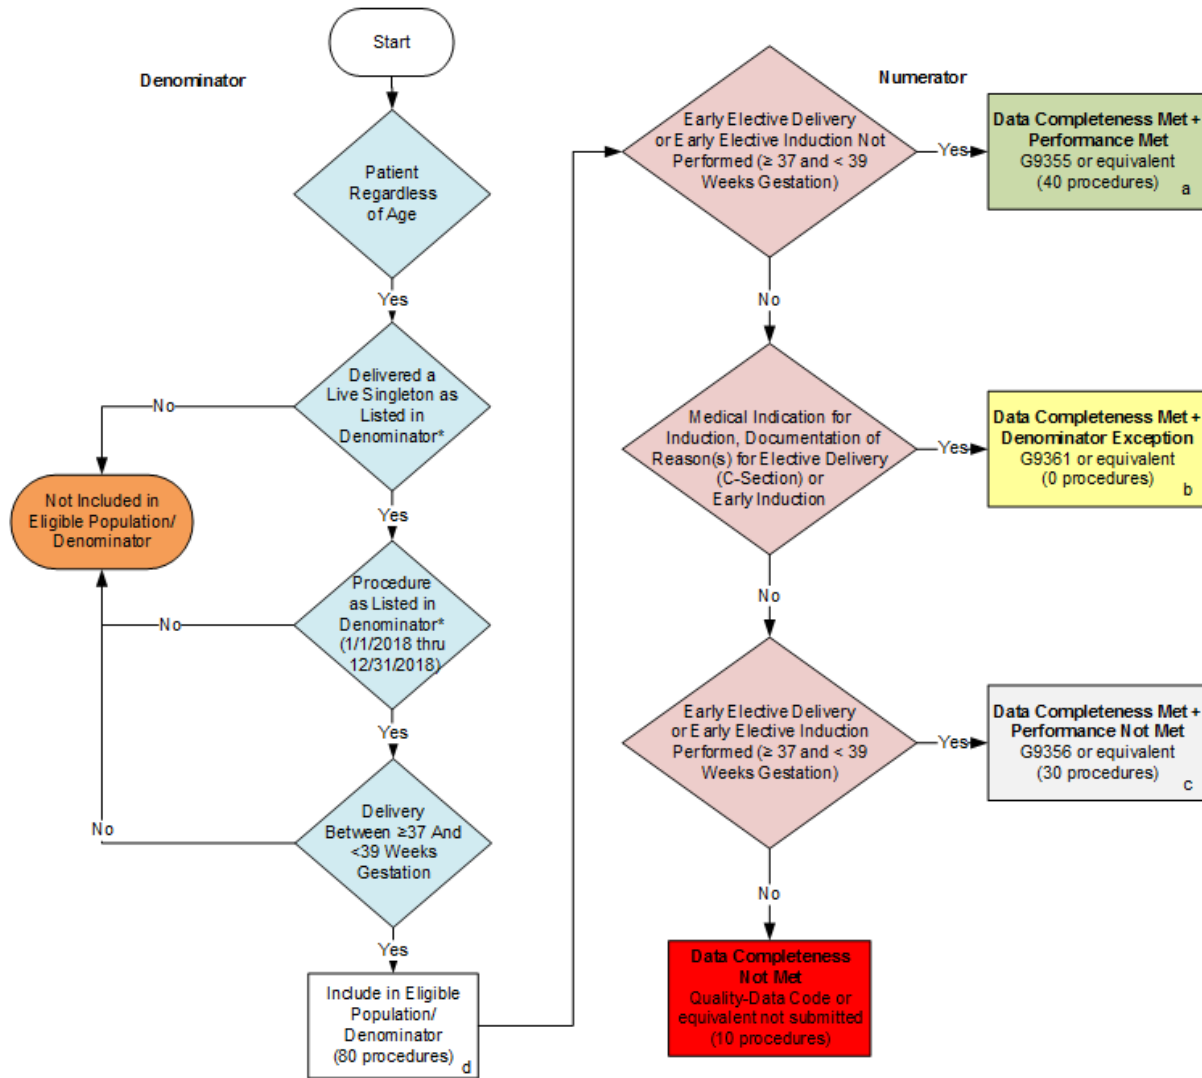 Start
Denominator
Patient
Regardless
of Age
Yes
Delivered a
Live Singleton as
Listed in
Denominator*
No
Not Included in
Eligible Population/
Denominator
Yes
Procedure
as Listed in
Denominator*
(1/1/2018 thru
12/31/2018)
No
Yes
Delivery
Between ≥37 And
<39 Weeks
Gestation
No
Yes
Include in Eligible
Population/
Denominator
(80 procedures)
d
Numerator
Early Elective Delivery
or Early Elective Induction Not
Performed (≥ 37 and < 39
Weeks Gestation)
Yes
Data Completeness Met +
Performance Met
G9355 or equivalent
(40 procedures)
a
No
Medical Indication for
Induction, Documentation of
Reason(s) for Elective Delivery
(C-Section) or
Early Induction
Yes
Data Completeness Met +
Denominator Exception
G9361 or equivalent
(0 procedures)
b
No
Early Elective Delivery
or Early Elective Induction
Performed (≥ 37 and < 39
Weeks Gestation)
Yes
Data Completeness Met +
Performance Not Met
G9356 or equivalent
(30 procedures)
c
No
Data Completeness
Not Met
Quality-Data Code or
equivalent not submitted
(10 procedures)